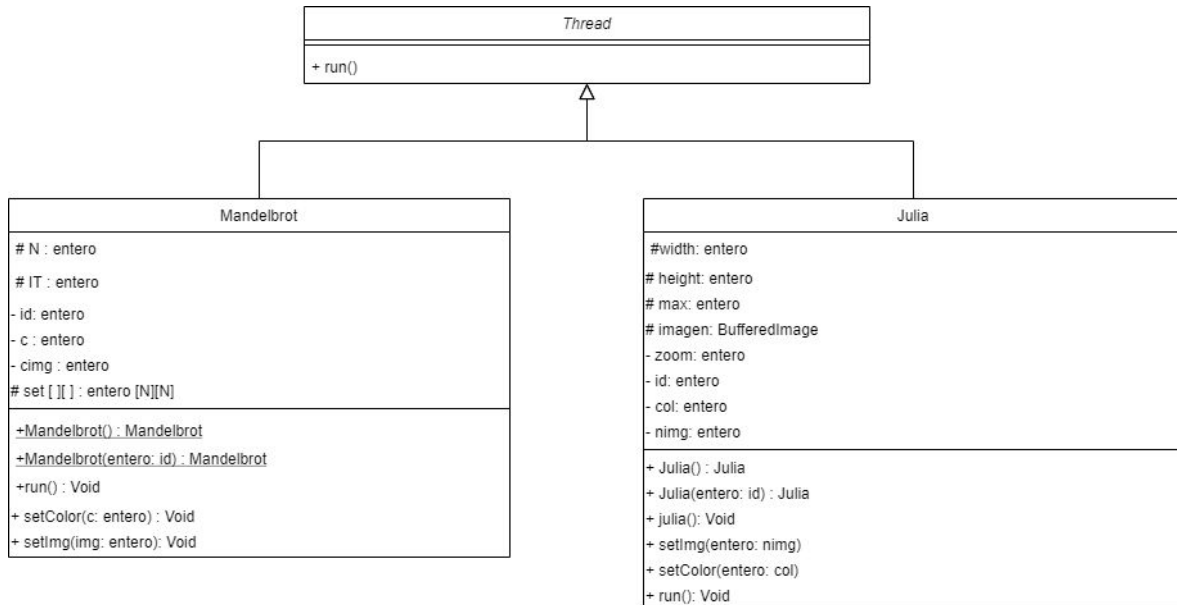 Thread
+ run()
Mandelbrot
# N : entero
# IT : entero
- id: entero
- c : entero
- cimg : entero
# set [ ][ ] : entero [N][N]
+Mandelbrot() : Mandelbrot
+Mandelbrot(entero: id) : Mandelbrot
+run() : Void
+ setColor(c: entero) : Void
+ setImg(img: entero): Void
Julia
#width: entero
# height: entero
# max: entero
# imagen: BufferedImage
- zoom: entero
- id: entero
- col: entero
- nimg: entero
+ Julia() : Julia
+ Julia(entero: id) : Julia
+ julia(): Void
+ setImg(entero: nimg)
+ setColor(entero: col)
+ run(): Void